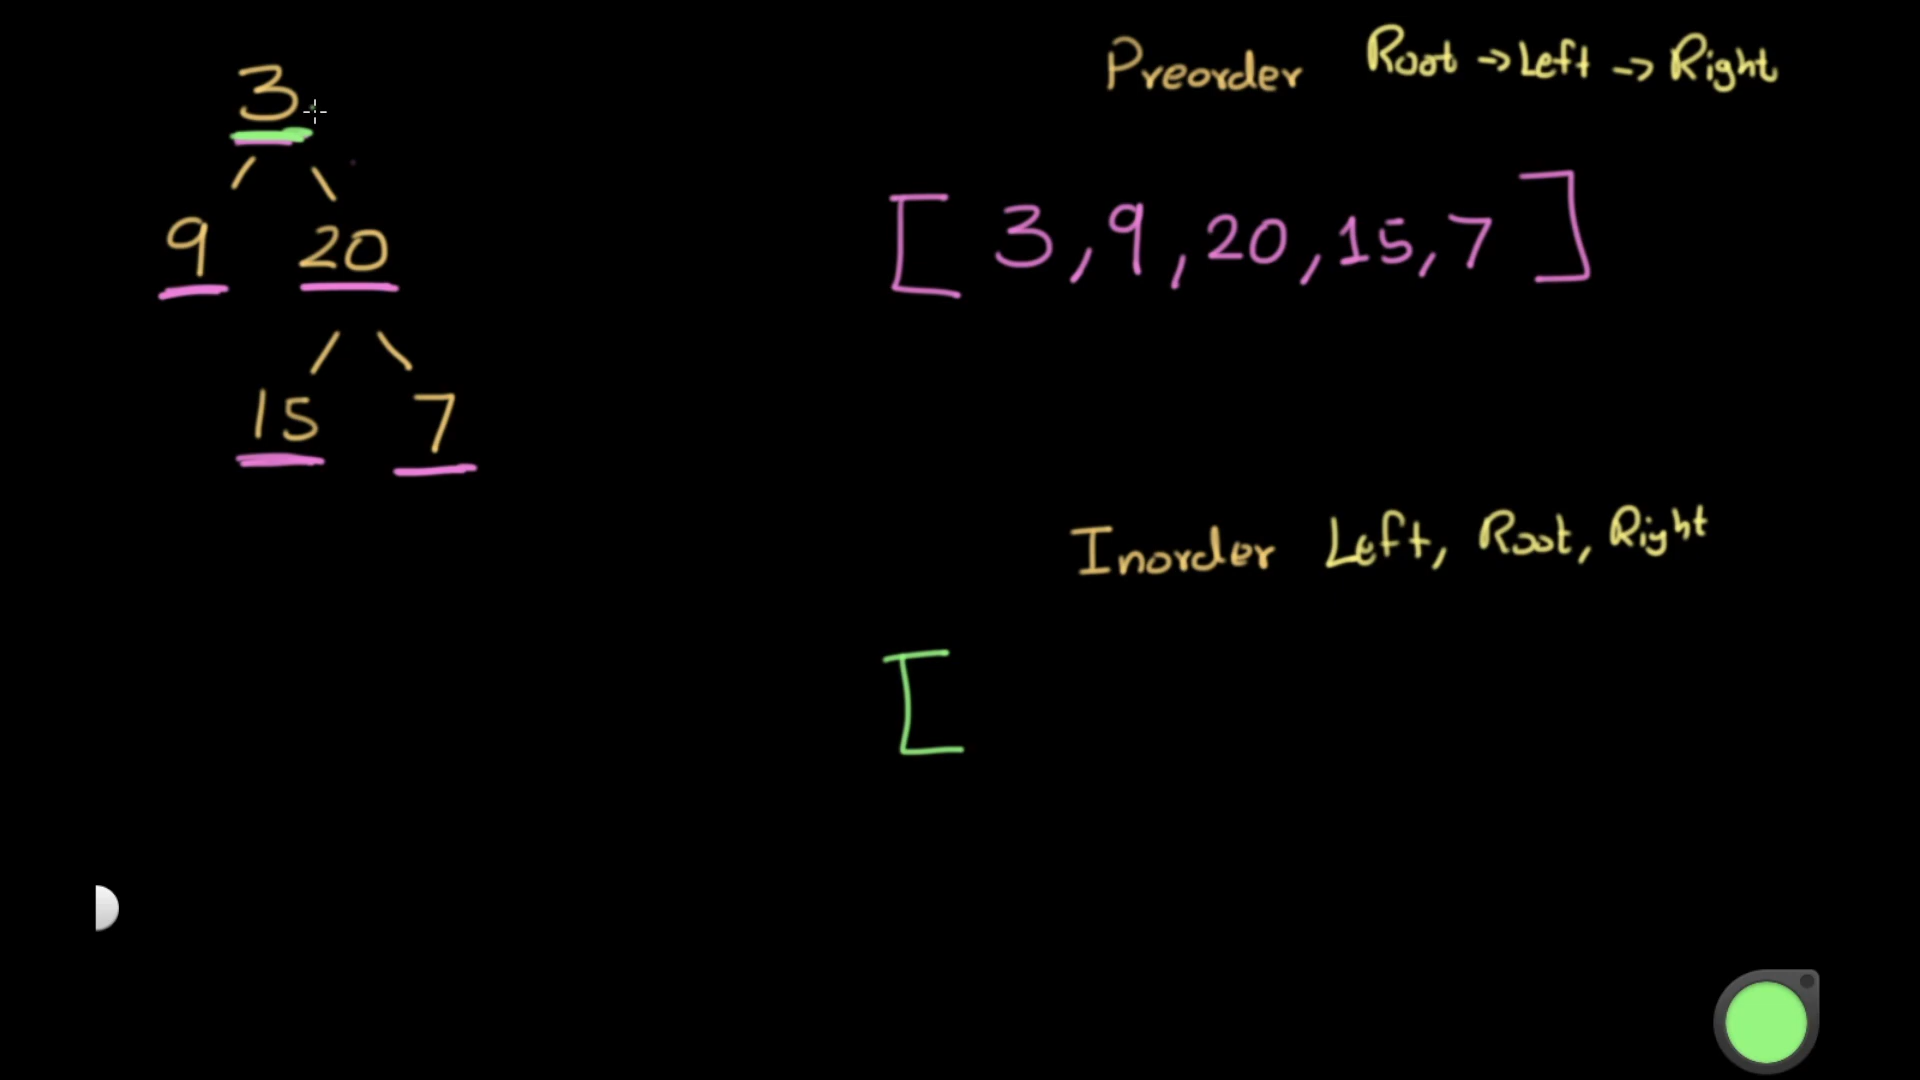 3
9 20
15 7
Preorder Root -> Left -> Right
[ 3, 9, 20, 15, 7 ]
Inorder Left, Root, Right
[